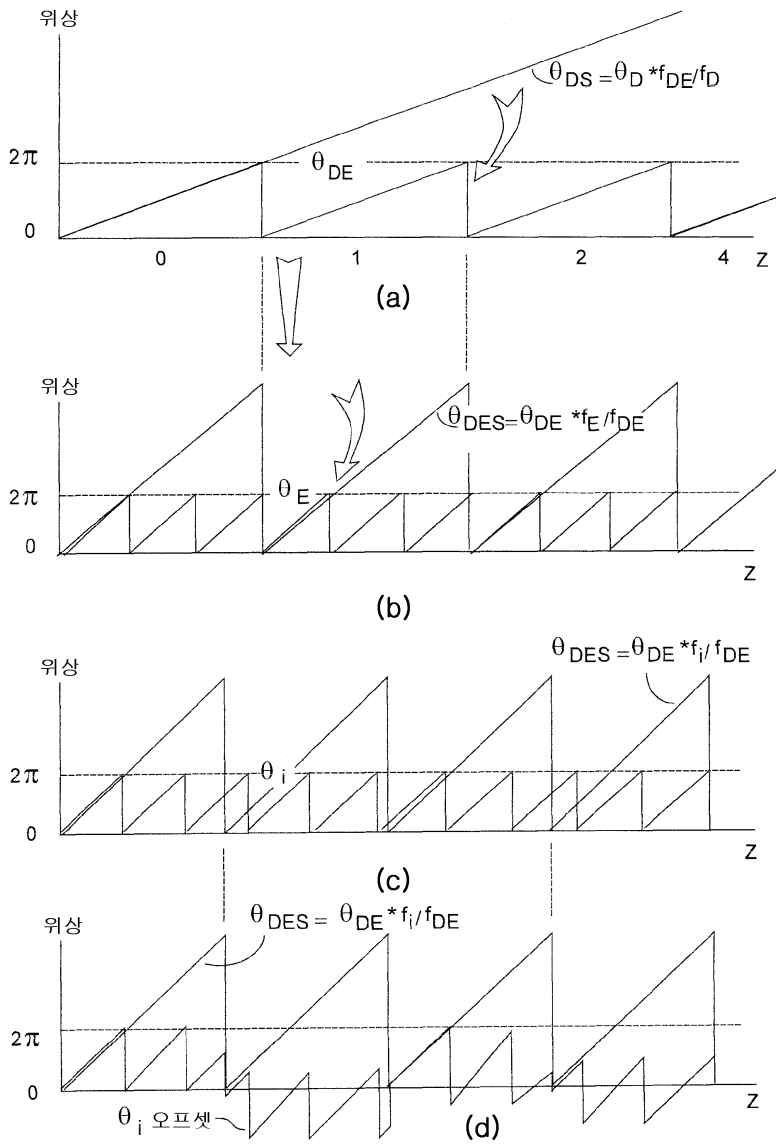 위상
θDS=θD*fDE/fD
2π
θDE
0
0 1 2 4 Z
(a)
위상
θDES=θDE*fE/fDE
2π
θE
0
Z
(b)
θDES=θDE*fi/fDE
위상
2π
θi
0
Z
(c)
위상
θDES= θDE*fi/fDE
2π
0
Z
θi 오프셋
(d)